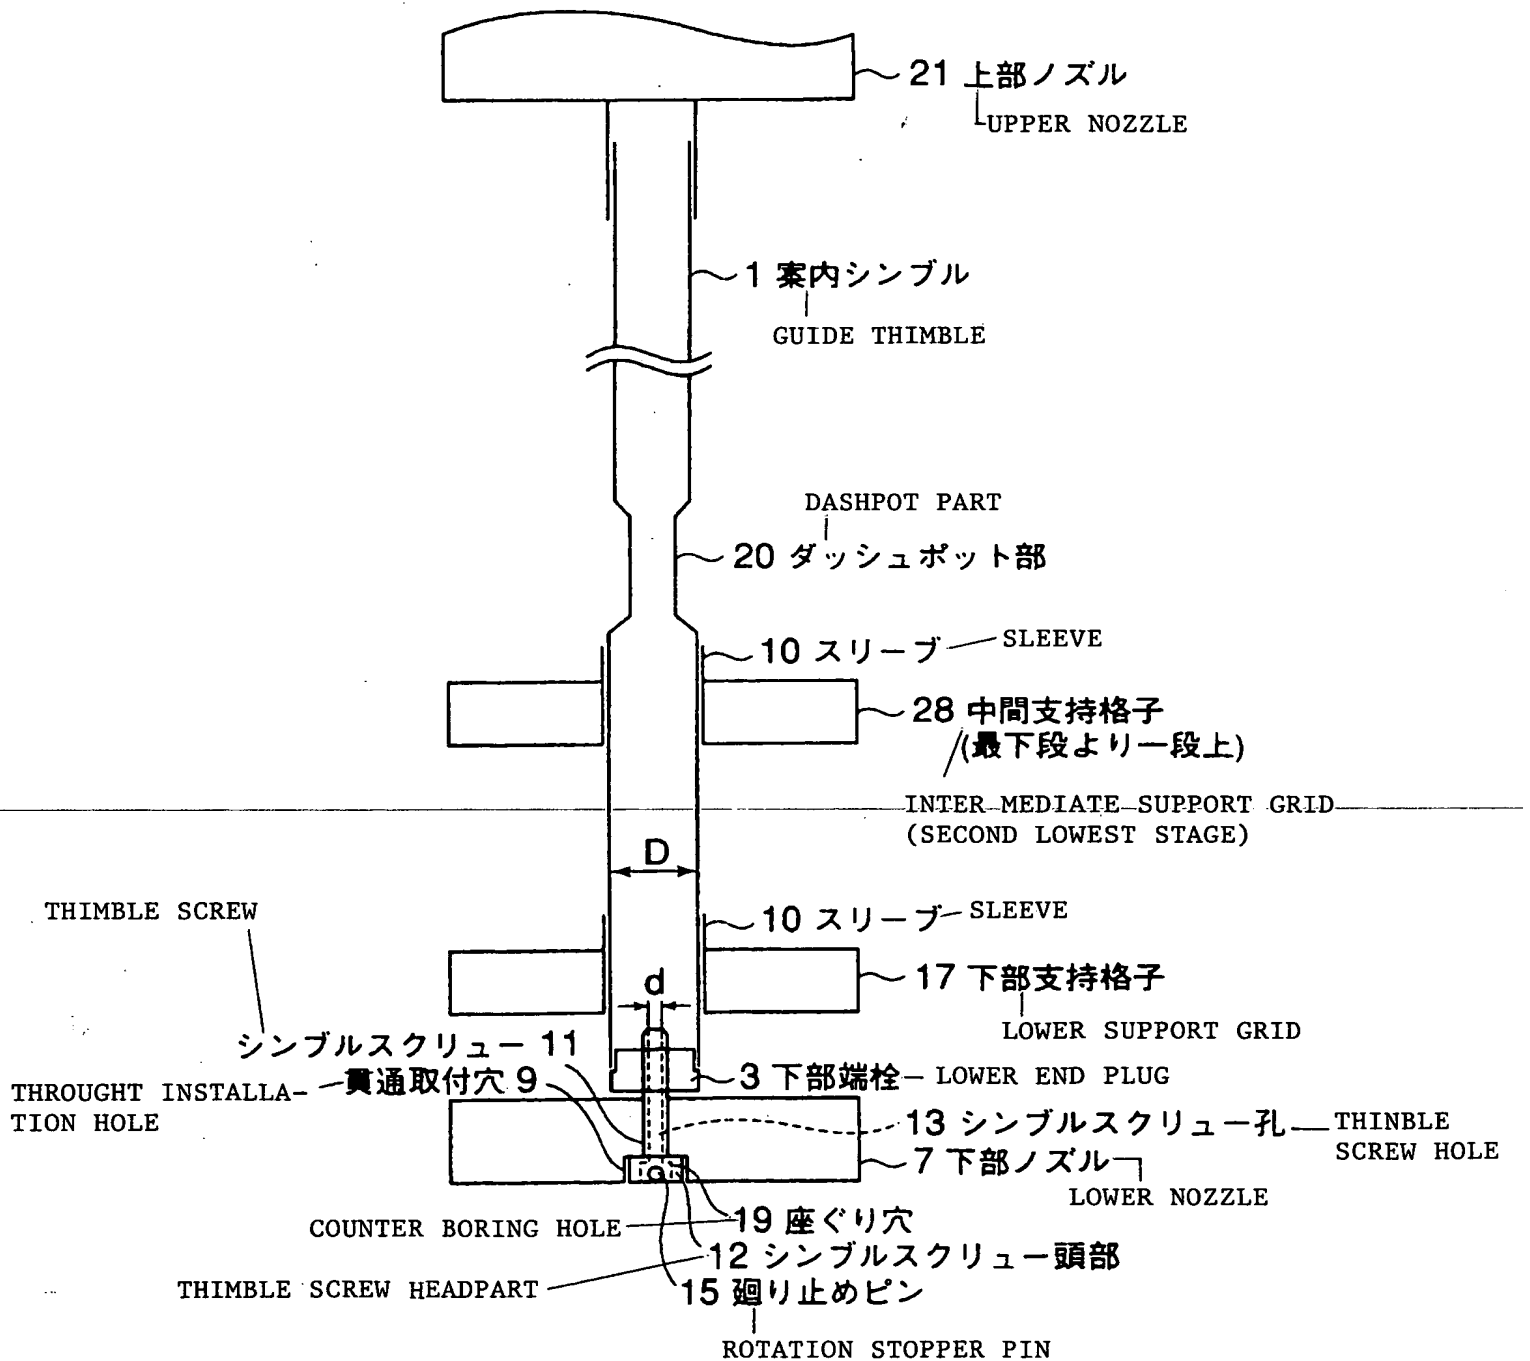 21 上部ノズル
UPPER NOZZLE
1 案内シンブル
GUIDE THIMBLE
DASHPOT PART
20 ダッシュポット部
10 スリーブ SLEEVE
28 中間支持格子
(最下段より一段上)
INTER MEDIATE SUPPORT GRID
(SECOND LOWEST STAGE)
D
THIMBLE SCREW
10 スリーブ SLEEVE
17 下部支持格子
d
LOWER SUPPORT GRID
シンブルスクリュー 11
THROUGHT INSTALLA-
TION HOLE
貫通取付穴 9
3 下部端栓 LOWER END PLUG
13 シンブルスクリュー孔 THINBLE
SCREW HOLE
7 下部ノズル
LOWER NOZZLE
COUNTER BORING HOLE 19 座ぐり穴
12 シンブルスクリュー頭部
THIMBLE SCREW HEADPART
15 廻り止めピン
ROTATION STOPPER PIN